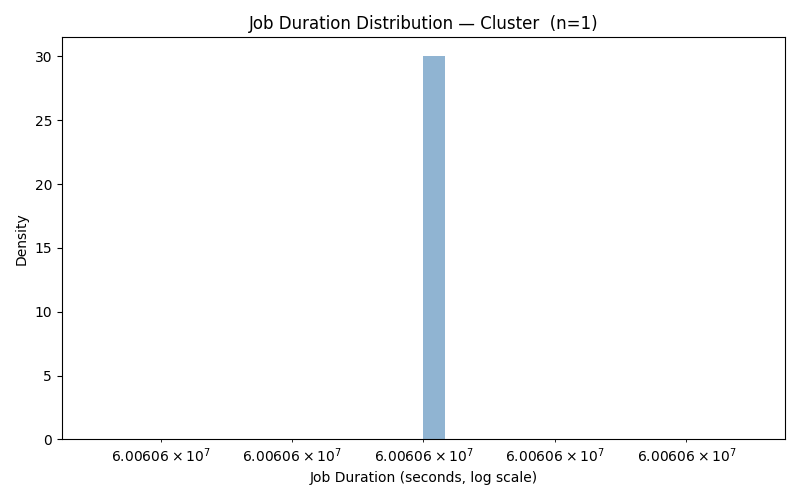 Job Duration Distribution — Cluster  (n=1)
30
25
20
15
10
5
0
Density
6.00606 × 10⁷ 6.00606 × 10⁷ 6.00606 × 10⁷ 6.00606 × 10⁷ 6.00606 × 10⁷
Job Duration (seconds, log scale)